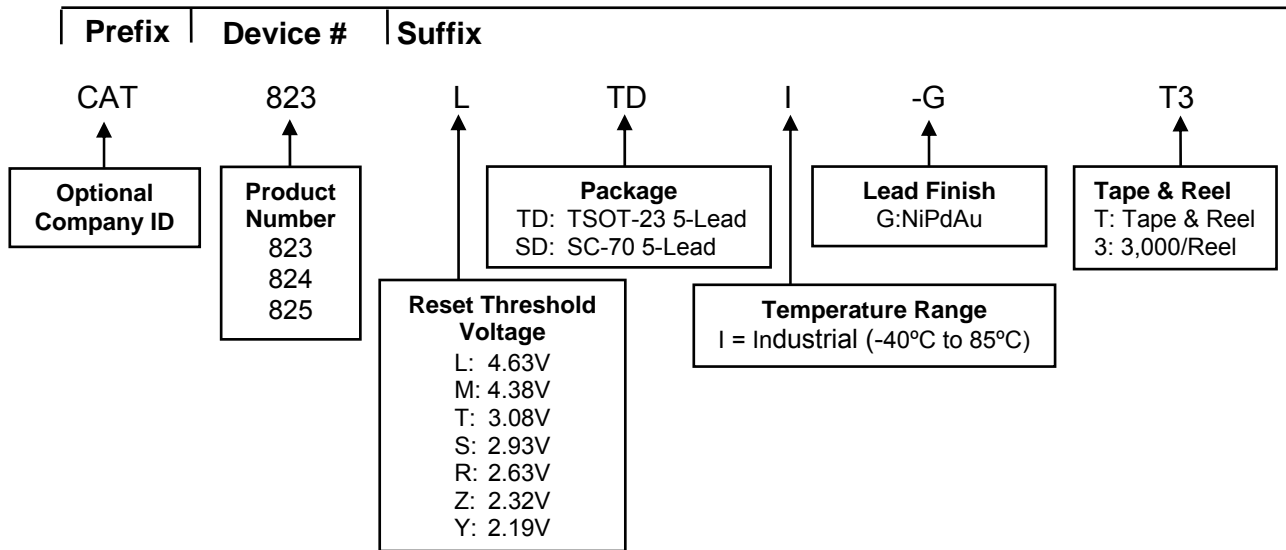 Prefix Device # Suffix
CAT 823 L TD I -G T3
Optional
Company ID
Product
Number
823
824
825
Package
TD: TSOT-23 5-Lead
SD: SC-70 5-Lead
Lead Finish
G:NiPdAu
Tape & Reel
T: Tape & Reel
3: 3,000/Reel
Reset Threshold
Voltage
L: 4.63V
M: 4.38V
T: 3.08V
S: 2.93V
R: 2.63V
Z: 2.32V
Y: 2.19V
Temperature Range
I = Industrial (-40ºC to 85ºC)